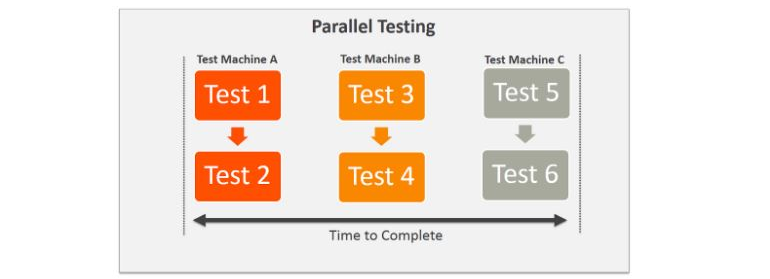 Parallel Testing
Test Machine A
Test Machine B
Test Machine C
Test 1
Test 3
Test 5
Test 2
Test 4
Test 6
Time to Complete